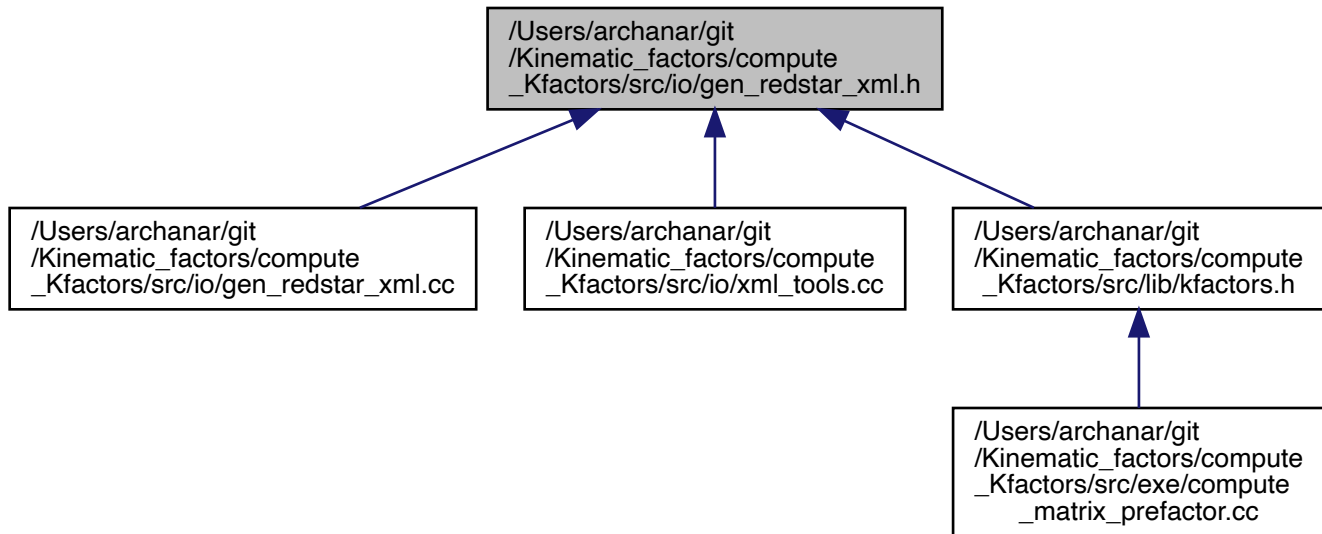 /Users/archanar/git
/Kinematic_factors/compute
_Kfactors/src/io/gen_redstar_xml.h
/Users/archanar/git
/Kinematic_factors/compute
_Kfactors/src/io/gen_redstar_xml.cc
/Users/archanar/git
/Kinematic_factors/compute
_Kfactors/src/io/xml_tools.cc
/Users/archanar/git
/Kinematic_factors/compute
_Kfactors/src/lib/kfactors.h
/Users/archanar/git
/Kinematic_factors/compute
_Kfactors/src/exe/compute
_matrix_prefactor.cc